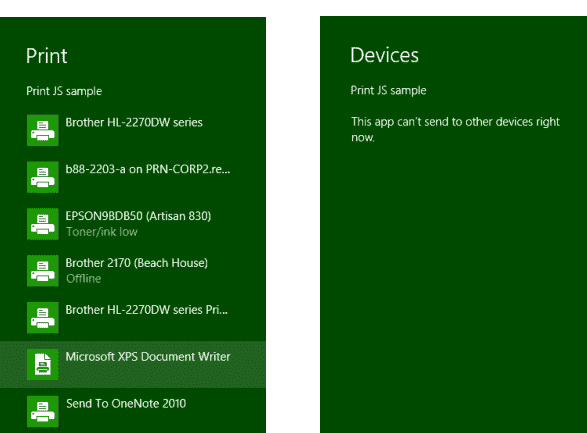 Print
Print JS sample
Brother HL-2270DW series
b88-2203-a on PRN-CORP2.re...
EPSON9BDB50 (Artisan 830)
Toner/ink low
Brother 2170 (Beach House)
Offline
Brother HL-2270DW series Pri...
Microsoft XPS Document Writer
Send To OneNote 2010
Devices
Print JS sample
This app can't send to other devices right
now.